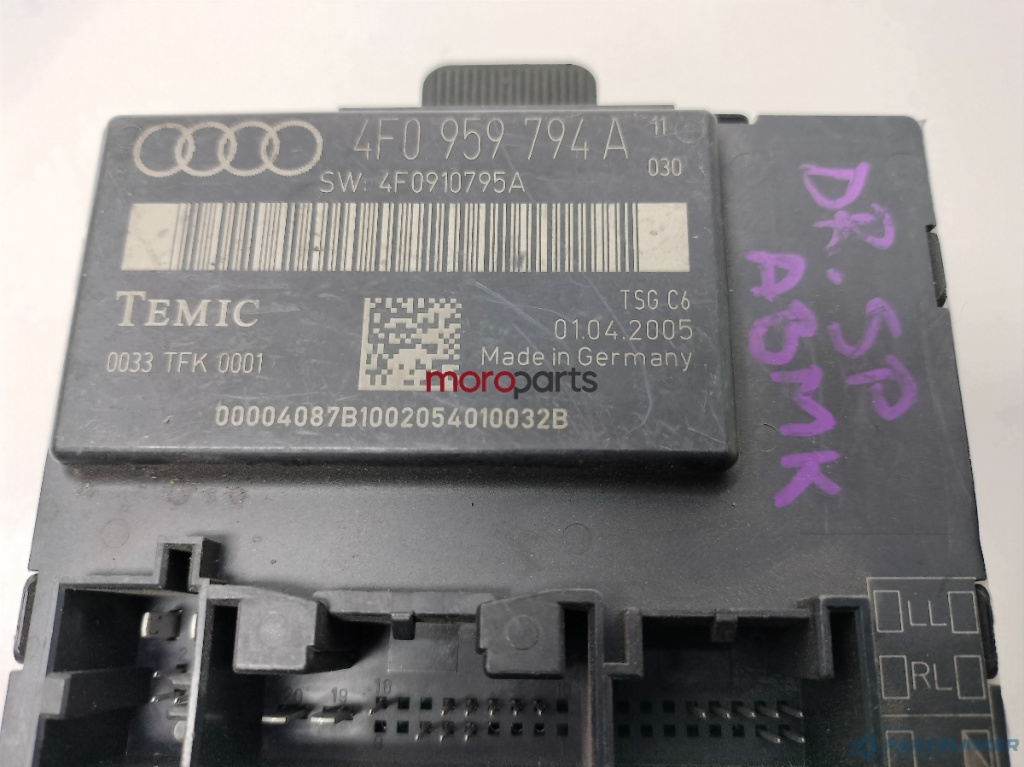 4F0 959 794 A 11
030
SW: 4F0910795A
TEMIC
TSG C6
01.04.2005
0033 TFK 0001
Made in Germany
moroparts
00004087B1002054010032B
DR. SP
ABMK
LL
RL
20 19 16